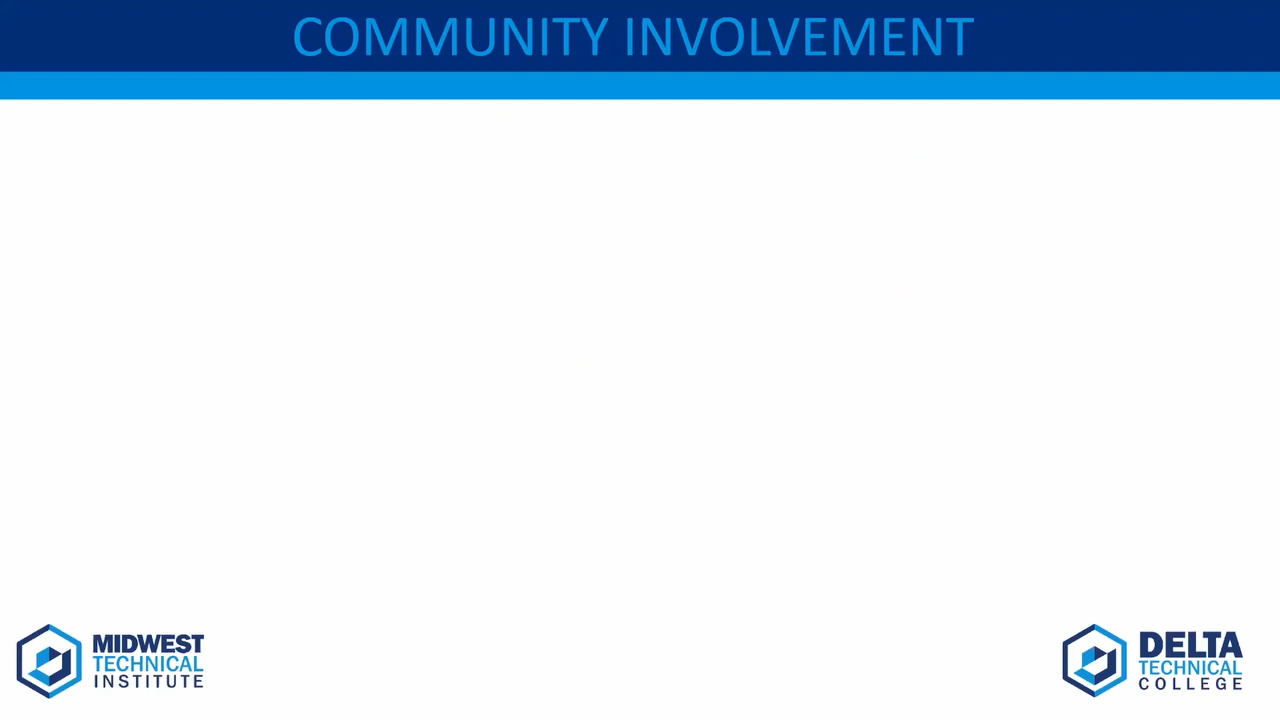 COMMUNITY INVOLVEMENT
MIDWEST
TECHNICAL
INSTITUTE
DELTA
TECHNICAL
COLLEGE